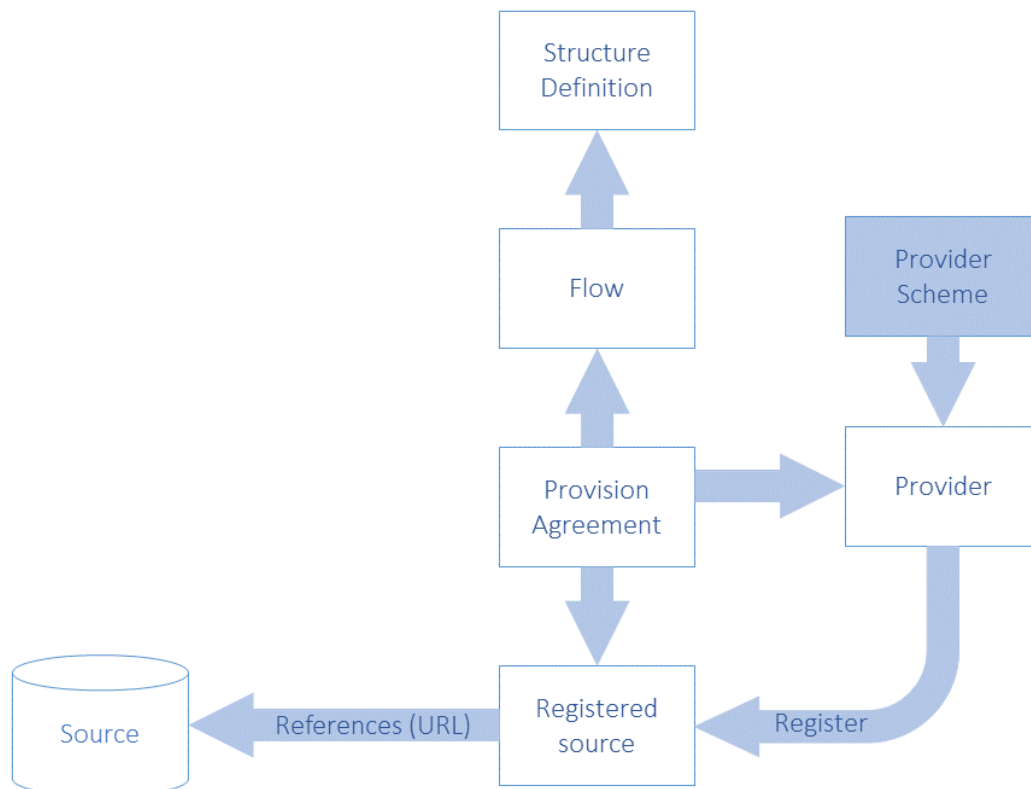 Structure
Definition
Flow
Provider
Scheme
Provision
Agreement
Provider
Registered
source
Source
References (URL)
Register